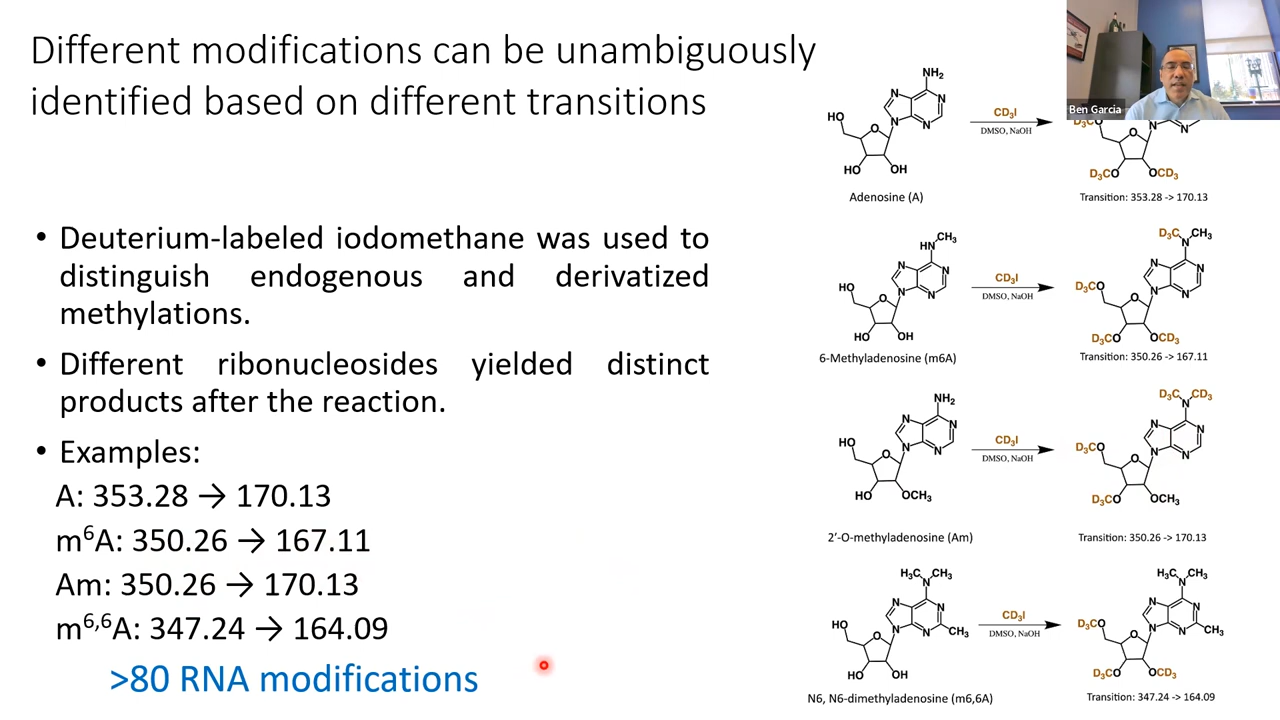 Different modifications can be unambiguously
identified based on different transitions
• Deuterium-labeled iodomethane was used to
distinguish endogenous and derivatized
methylations.
• Different ribonucleosides yielded distinct
products after the reaction.
• Examples:
A: 353.28 → 170.13
m⁶A: 350.26 → 167.11
Am: 350.26 → 170.13
m⁶,⁶A: 347.24 → 164.09
>80 RNA modifications
Ben Garcia
NH₂
N
N
N
N
HO
O
HO
OH
CD₃I
DMSO, NaOH
D₃CO
O
N
N
D₃CO
OCD₃
Adenosine (A)
Transition: 353.28 -> 170.13
HN
CH₃
N
N
N
N
HO
O
HO
OH
CD₃I
DMSO, NaOH
D₃C
N
CH₃
N
N
N
N
D₃CO
O
D₃CO
OCD₃
6-Methyladenosine (m6A)
Transition: 350.26 -> 167.11
NH₂
N
N
N
N
HO
O
HO
OCH₃
CD₃I
DMSO, NaOH
D₃C
N
CD₃
N
N
N
N
D₃CO
O
D₃CO
OCH₃
2'-O-methyladenosine (Am)
Transition: 350.26 -> 170.13
H₃C
N
CH₃
N
N
N
N
CH₃
HO
O
HO
OH
CD₃I
DMSO, NaOH
H₃C
N
CH₃
N
N
N
N
CH₃
D₃CO
O
D₃CO
OCD₃
N6, N6-dimethyladenosine (m6,6A)
Transition: 347.24 -> 164.09